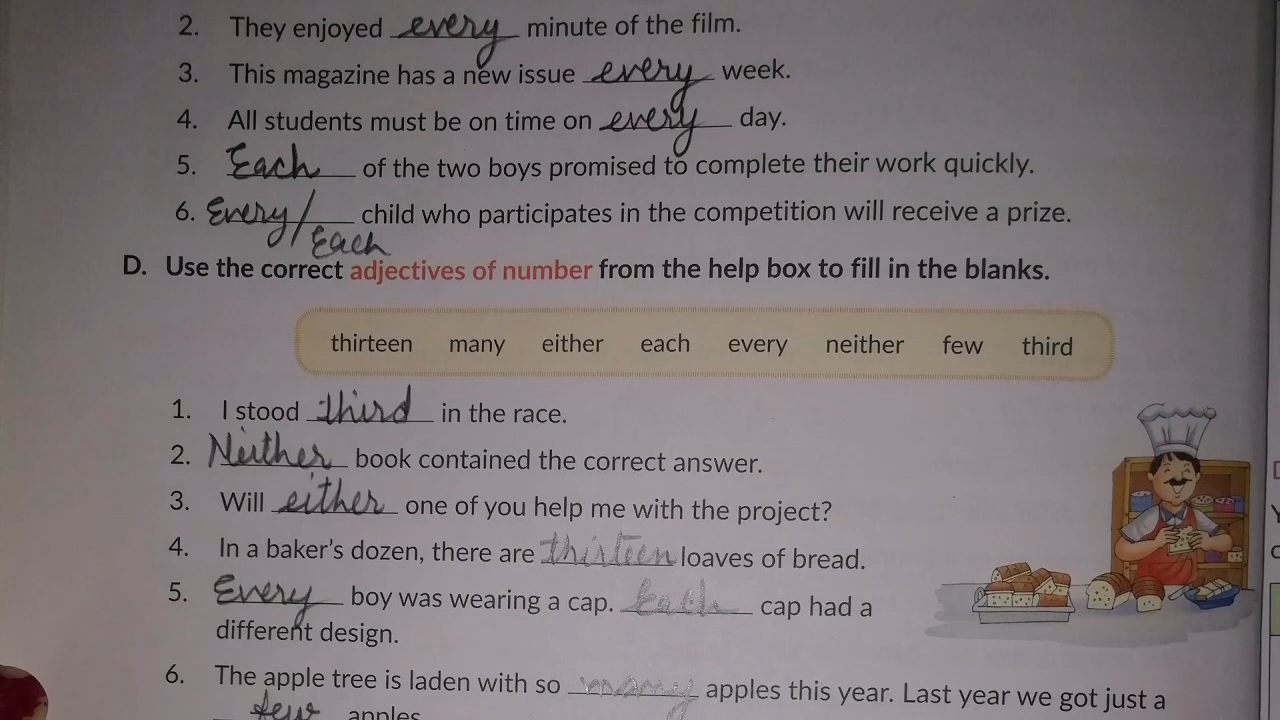 2. They enjoyed every minute of the film.
3. This magazine has a new issue every week.
4. All students must be on time on every day.
5. Each of the two boys promised to complete their work quickly.
6. Every/ child who participates in the competition will receive a prize.
Each
D. Use the correct adjectives of number from the help box to fill in the blanks.
thirteen many either each every neither few third
1. I stood third in the race.
2. Neither book contained the correct answer.
3. Will either one of you help me with the project?
4. In a baker's dozen, there are thirteen loaves of bread.
5. Every boy was wearing a cap. Each cap had a
different design.
6. The apple tree is laden with so many apples this year. Last year we got just a
few apples